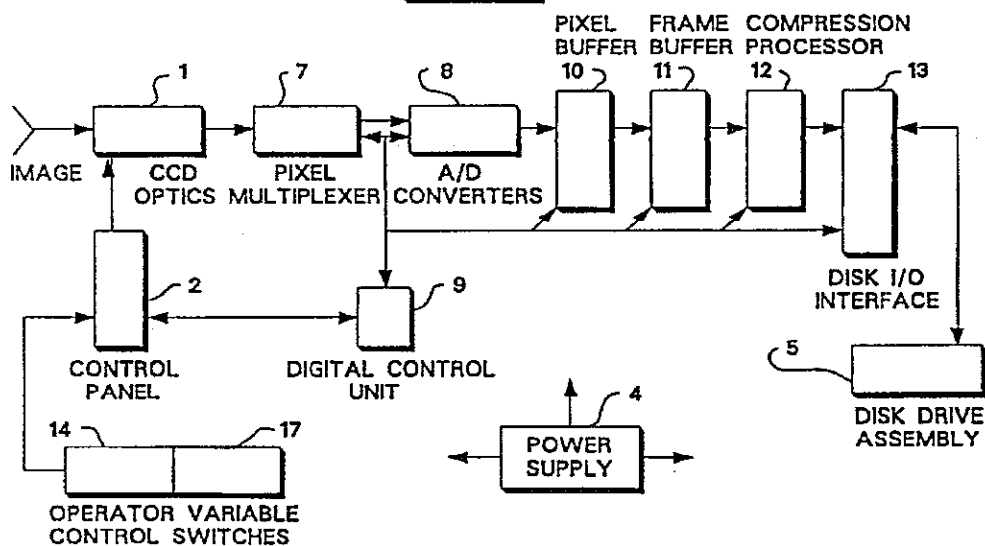 PIXEL BUFFER
FRAME BUFFER
COMPRESSION PROCESSOR
1
7
8
10
11
12
13
IMAGE
CCD
OPTICS
PIXEL
MULTIPLEXER
A/D
CONVERTERS
2
9
DISK I/O
INTERFACE
CONTROL
PANEL
DIGITAL CONTROL
UNIT
5
4
14
17
POWER
SUPPLY
DISK DRIVE
ASSEMBLY
OPERATOR VARIABLE
CONTROL SWITCHES